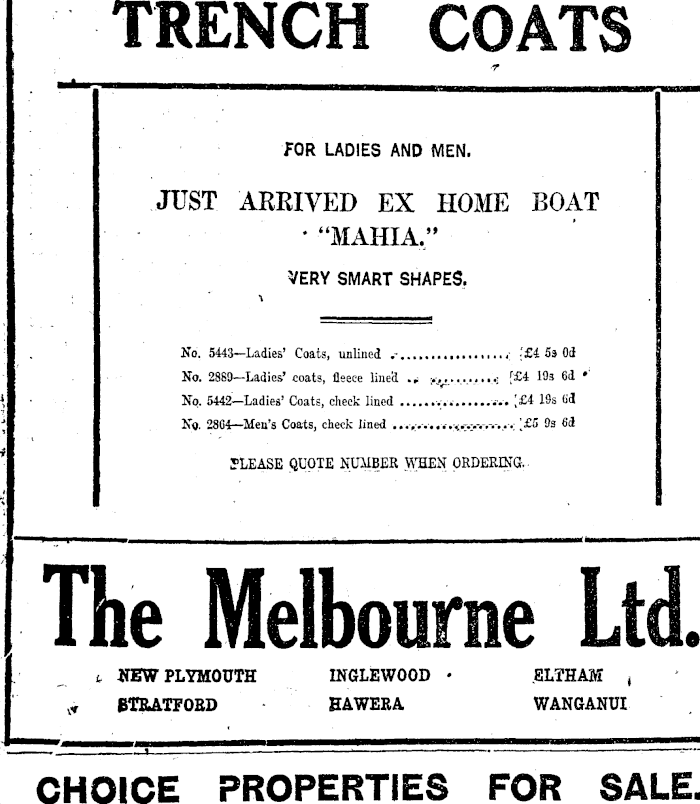 TRENCH COATS
FOR LADIES AND MEN.
JUST ARRIVED EX HOME BOAT
"MAHIA."
VERY SMART SHAPES.
No. 5443—Ladies' Coats, unlined .................. £4 5s 0d
No. 2889—Ladies' coats, fleece lined .. .......... £4 19s 6d
No. 5442—Ladies' Coats, check lined .................. £4 19s 6d
No. 2864—Men's Coats, check lined .................... £5 9s 6d
PLEASE QUOTE NUMBER WHEN ORDERING.
The Melbourne Ltd.
NEW PLYMOUTH INGLEWOOD ELTHAM
STRATFORD HAWERA WANGANUI
CHOICE PROPERTIES FOR SALE.